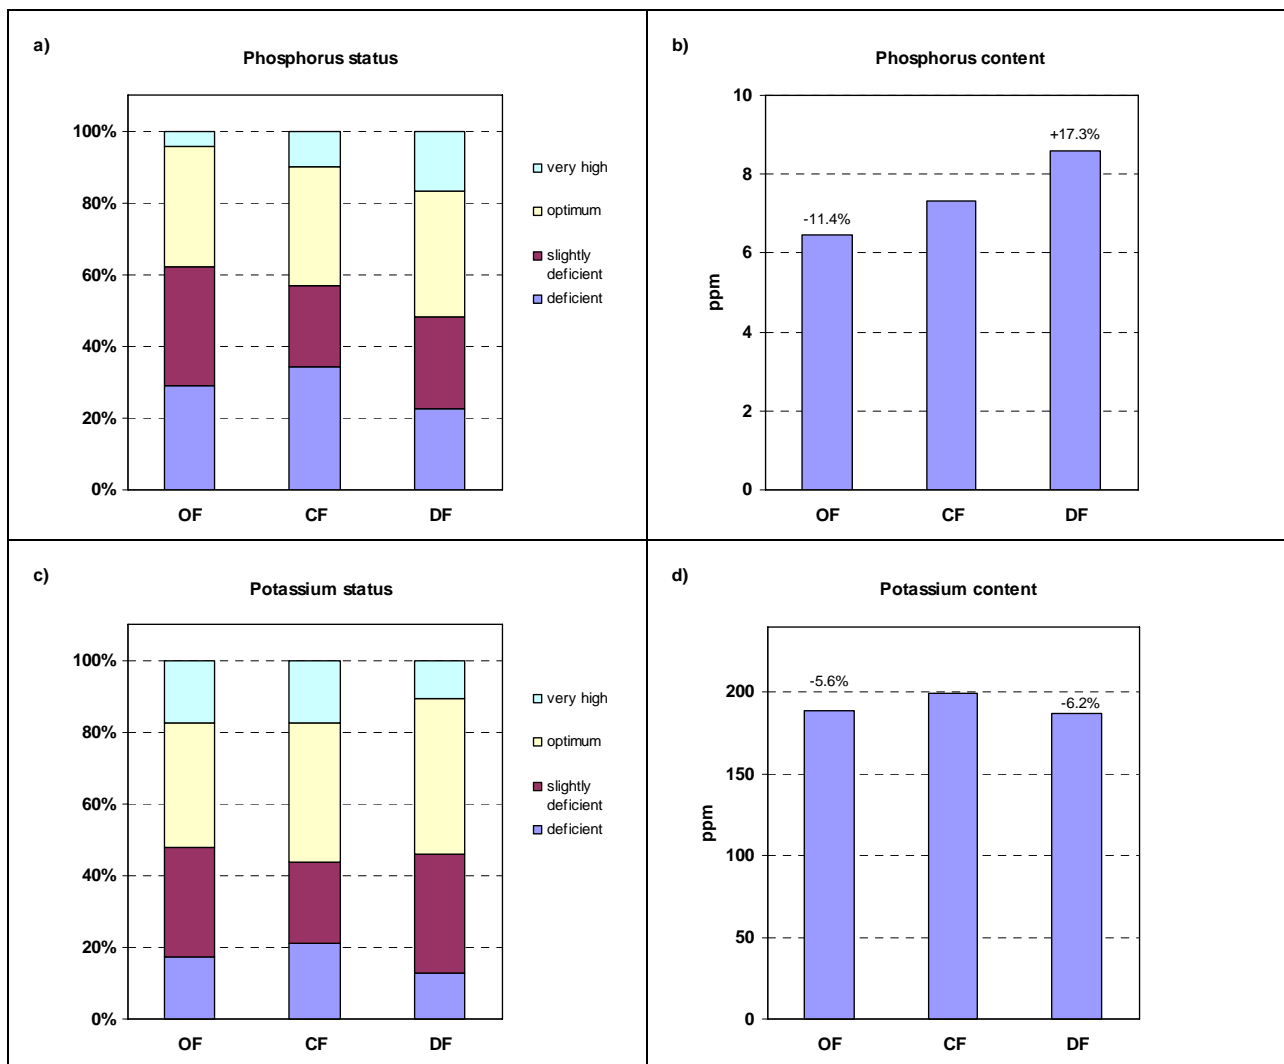 a)
Phosphorus status
100%
80%
60%
40%
20%
0%
OF CF DF
very high
optimum
slightly
deficient
deficient
b)
Phosphorus content
ppm
10
8
6
4
2
0
-11.4%
+17.3%
OF CF DF
c)
Potassium status
100%
80%
60%
40%
20%
0%
OF CF DF
very high
optimum
slightly
deficient
deficient
d)
Potassium content
ppm
200
150
100
50
0
-5.6%
-6.2%
OF CF DF